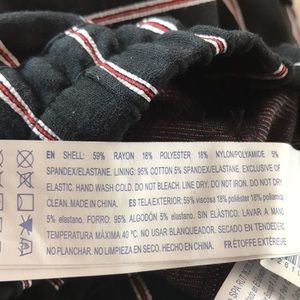 EN SHELL: 59% RAYON 18% POLYESTER 18% NYLON/POLYAMIDE 5%
SPANDEX/ELASTANE. LINING: 95% COTTON 5% SPANDEX/ELASTANE. EXCLUSIVE OF
ELASTIC. HAND WASH COLD. DO NOT BLEACH. LINE DRY. DO NOT IRON. DO NOT DRY
CLEAN. MADE IN CHINA. ES TELA EXTERIOR: 59% viscosa 18% poliéster 18% poliamida
5% elastano. FORRO: 95% ALGODÓN 5% ELASTANO. SIN ELÁSTICO, LAVAR A MANO
TEMPERATURA MÁXIMA 40 °C. NO USAR BLANQUEADOR. SECADO EN TENDEDERO.
NO PLANCHAR. NO LIMPIEZA EN SECO. HECHO EN CHINA. FR ÉTOFFE EXTÉRIEURE